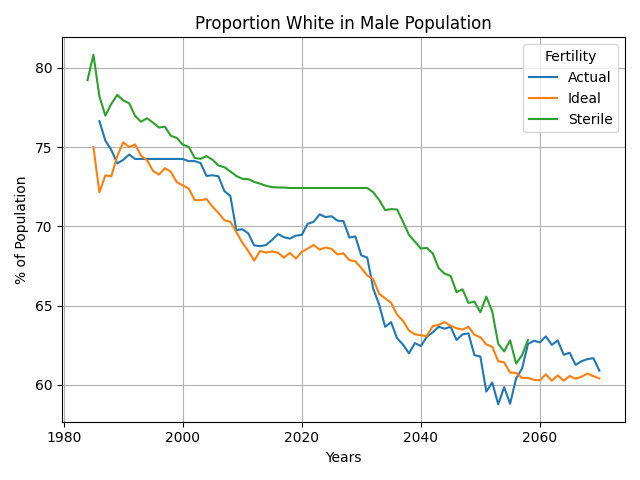 Proportion White in Male Population
Fertility
Actual
Ideal
Sterile
% of Population
80
75
70
65
60
1980
2000
2020
2040
2060
Years